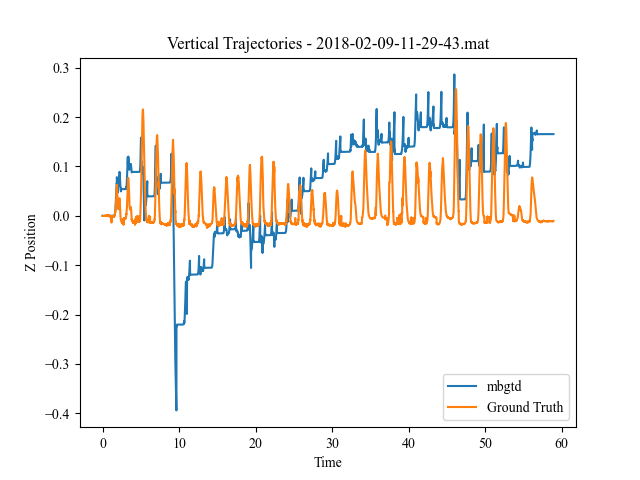 Vertical Trajectories - 2018-02-09-11-29-43.mat
0.3
0.2
0.1
0.0
−0.1
−0.2
−0.3
−0.4
Z Position
mbgtd
Ground Truth
0 10 20 30 40 50 60
Time